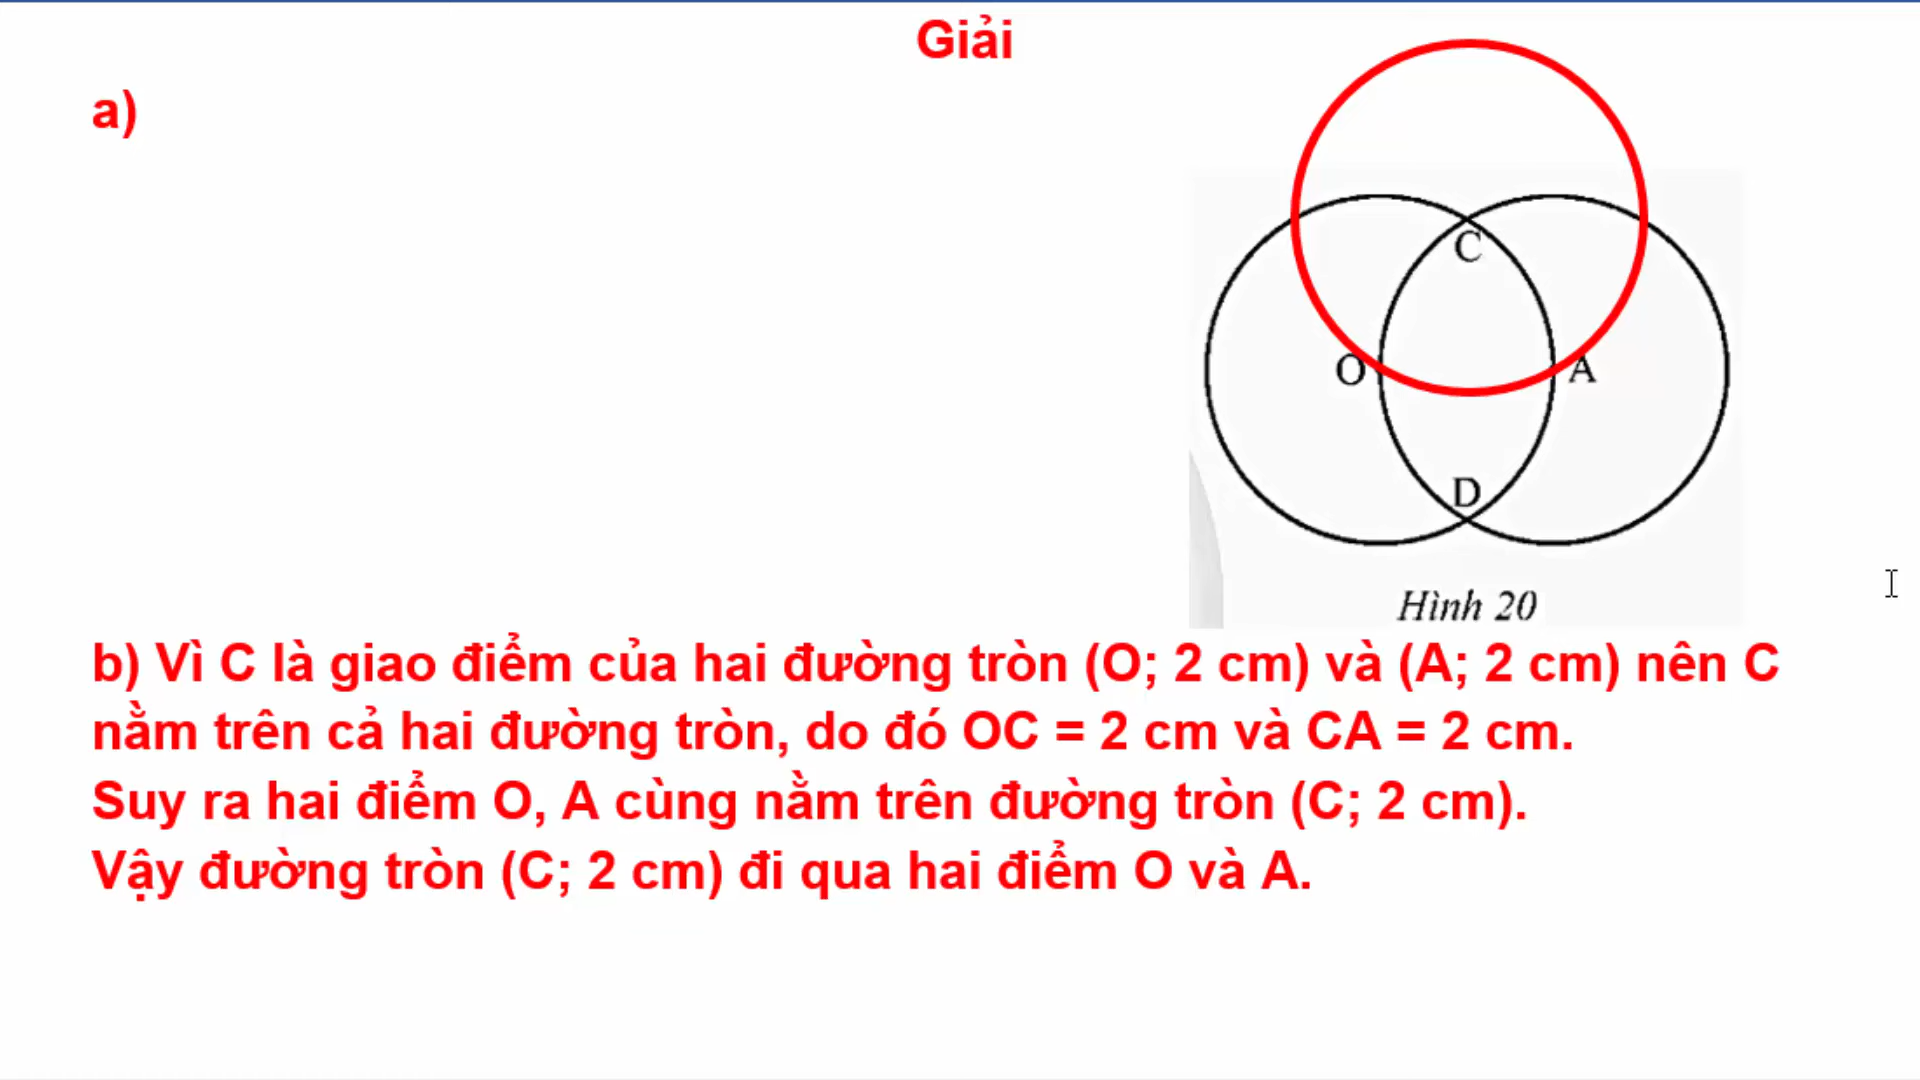 Giải
a)
C
O
A
D
Hình 20
b) Vì C là giao điểm của hai đường tròn (O; 2 cm) và (A; 2 cm) nên C
nằm trên cả hai đường tròn, do đó OC = 2 cm và CA = 2 cm.
Suy ra hai điểm O, A cùng nằm trên đường tròn (C; 2 cm).
Vậy đường tròn (C; 2 cm) đi qua hai điểm O và A.